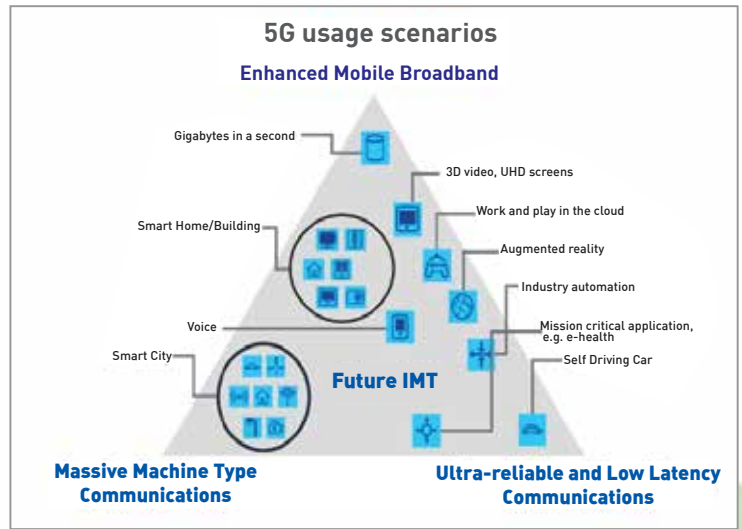 5G usage scenarios
Enhanced Mobile Broadband
Gigabytes in a second
3D video, UHD screens
Work and play in the cloud
Smart Home/Building
Augmented reality
Industry automation
Voice
Mission critical application,
e.g. e-health
Smart City
Self Driving Car
Future IMT
Massive Machine Type
Communications
Ultra-reliable and Low Latency
Communications